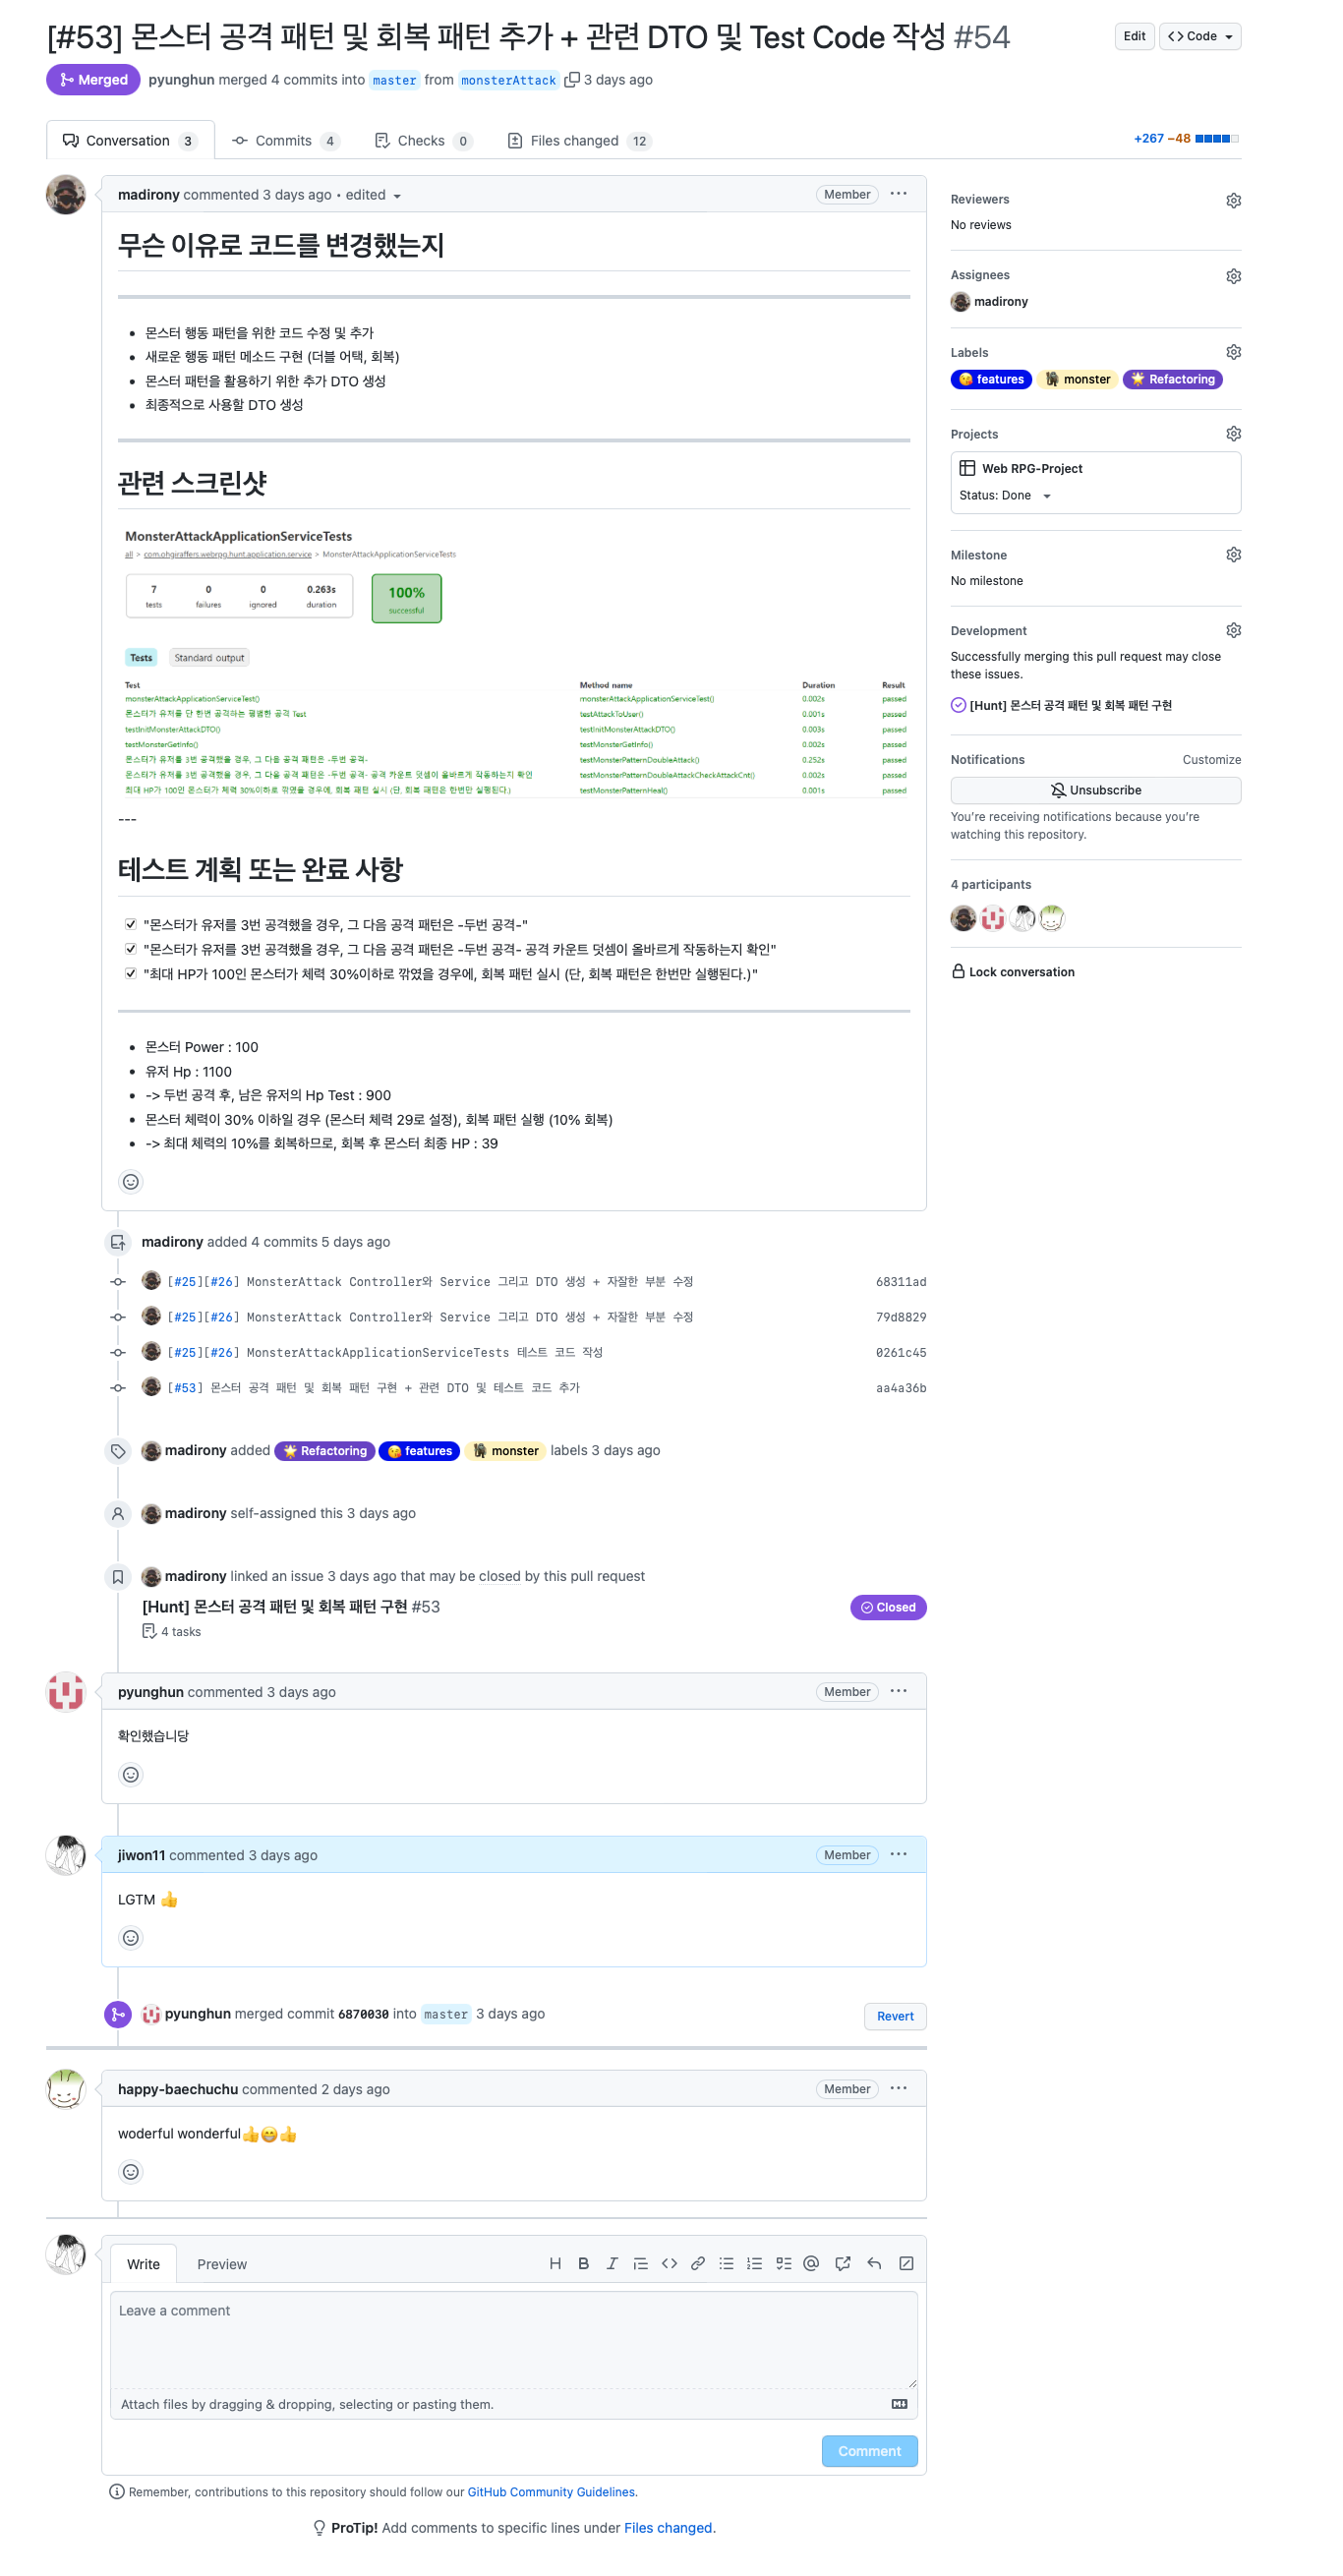 [#53] 몬스터 공격 패턴 및 회복 패턴 추가 + 관련 DTO 및 Test Code 작성 #54
Edit
Code
Merged
pyunghun merged 4 commits into master from monsterAttack 3 days ago
Conversation 3
Commits 4
Checks 0
Files changed 12
+267 −48
madirony commented 3 days ago • edited
Member
무슨 이유로 코드를 변경했는지
몬스터 행동 패턴을 위한 코드 수정 및 추가
새로운 행동 패턴 메소드 구현 (더블 어택, 회복)
몬스터 패턴을 활용하기 위한 추가 DTO 생성
최종적으로 사용할 DTO 생성
관련 스크린샷
MonsterAttackApplicationServiceTests
all > com.ohgiraffers.webrpg.hunt.application.service > MonsterAttackApplicationServiceTests
7 0 0 0.263s
tests failures ignored duration
100%
successful
Tests
Standard output
Test Method name Duration Result
monsterAttackApplicationServiceTest() monsterAttackApplicationServiceTest() 0.002s passed
몬스터가 유저를 단 한번 공격하는 평범한 공격 Test testAttackToUser() 0.001s passed
testInitMonsterAttackDTO() testInitMonsterAttackDTO() 0.003s passed
testMonsterGetInfo() testMonsterGetInfo() 0.002s passed
몬스터가 유저를 3번 공격했을 경우, 그 다음 공격 패턴은 -두번 공격- testMonsterPatternDoubleAttack() 0.252s passed
몬스터가 유저를 3번 공격했을 경우, 그 다음 공격 패턴은 -두번 공격- 공격 카운트 덧셈이 올바르게 작동하는지 확인 testMonsterPatternDoubleAttackCheckAttackCnt() 0.002s passed
최대 HP가 100인 몬스터가 체력 30%이하로 깎였을 경우에, 회복 패턴 실시 (단, 회복 패턴은 한번만 실행된다.) testMonsterPatternHeal() 0.001s passed
---
테스트 계획 또는 완료 사항
"몬스터가 유저를 3번 공격했을 경우, 그 다음 공격 패턴은 -두번 공격-"
"몬스터가 유저를 3번 공격했을 경우, 그 다음 공격 패턴은 -두번 공격- 공격 카운트 덧셈이 올바르게 작동하는지 확인"
"최대 HP가 100인 몬스터가 체력 30%이하로 깎였을 경우에, 회복 패턴 실시 (단, 회복 패턴은 한번만 실행된다.)"
몬스터 Power : 100
유저 Hp : 1100
-> 두번 공격 후, 남은 유저의 Hp Test : 900
몬스터 체력이 30% 이하일 경우 (몬스터 체력 29로 설정), 회복 패턴 실행 (10% 회복)
-> 최대 체력의 10%를 회복하므로, 회복 후 몬스터 최종 HP : 39
madirony added 4 commits 5 days ago
[#25][#26] MonsterAttack Controller와 Service 그리고 DTO 생성 + 자잘한 부분 수정 68311ad
[#25][#26] MonsterAttack Controller와 Service 그리고 DTO 생성 + 자잘한 부분 수정 79d8829
[#25][#26] MonsterAttackApplicationServiceTests 테스트 코드 작성 0261c45
[#53] 몬스터 공격 패턴 및 회복 패턴 구현 + 관련 DTO 및 테스트 코드 추가 aa4a36b
madirony added Refactoring features monster labels 3 days ago
madirony self-assigned this 3 days ago
madirony linked an issue 3 days ago that may be closed by this pull request
[Hunt] 몬스터 공격 패턴 및 회복 패턴 구현 #53
Closed
4 tasks
pyunghun commented 3 days ago
Member
확인했습니당
jiwon11 commented 3 days ago
Member
LGTM 👍
pyunghun merged commit 6870030 into master 3 days ago
Revert
happy-baechuchu commented 2 days ago
Member
woderful wonderful👍😁👍
Write
Preview
Leave a comment
Attach files by dragging & dropping, selecting or pasting them.
Comment
Remember, contributions to this repository should follow our GitHub Community Guidelines.
ProTip! Add comments to specific lines under Files changed.
Reviewers
No reviews
Assignees
madirony
Labels
features monster Refactoring
Projects
Web RPG-Project
Status: Done
Milestone
No milestone
Development
Successfully merging this pull request may close
these issues.
[Hunt] 몬스터 공격 패턴 및 회복 패턴 구현
Notifications
Customize
Unsubscribe
You're receiving notifications because you're
watching this repository.
4 participants
Lock conversation